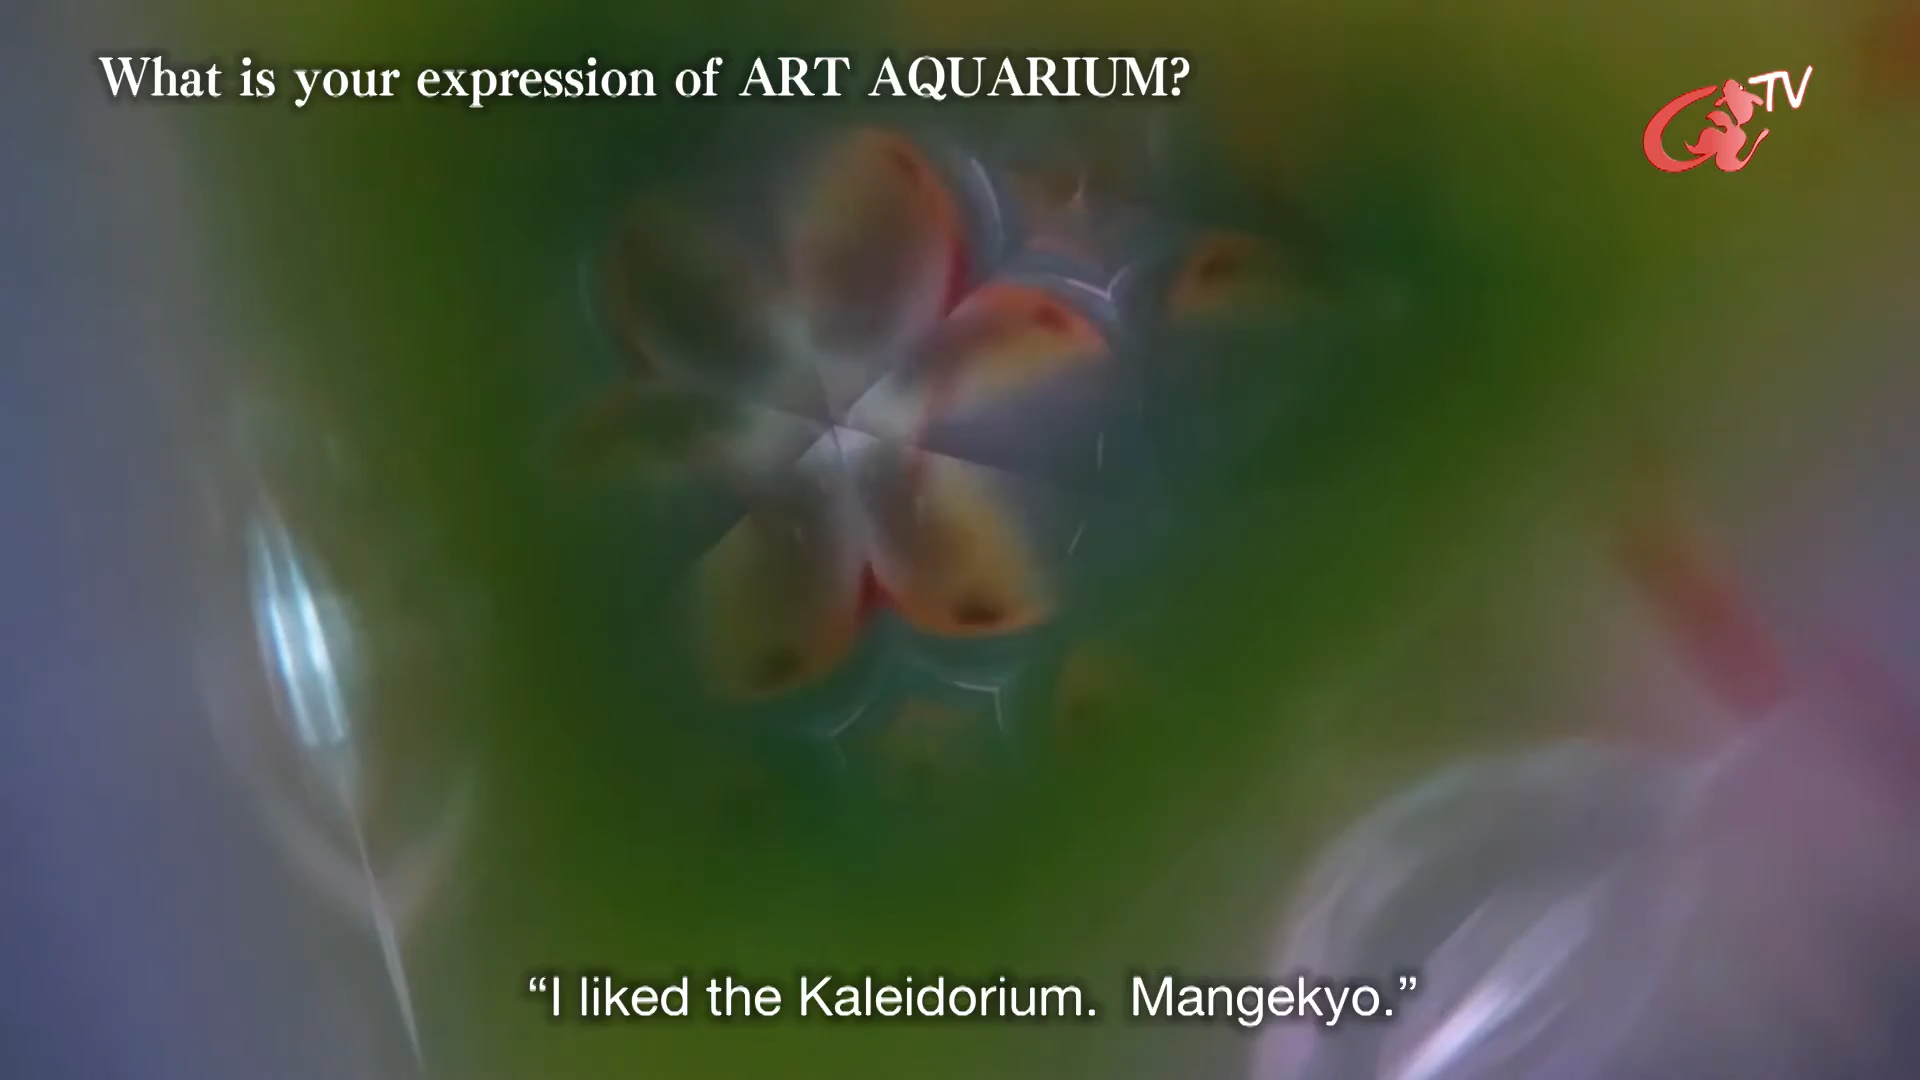 What is your expression of ART AQUARIUM?
TV
“I liked the Kaleidorium. Mangekyo.”